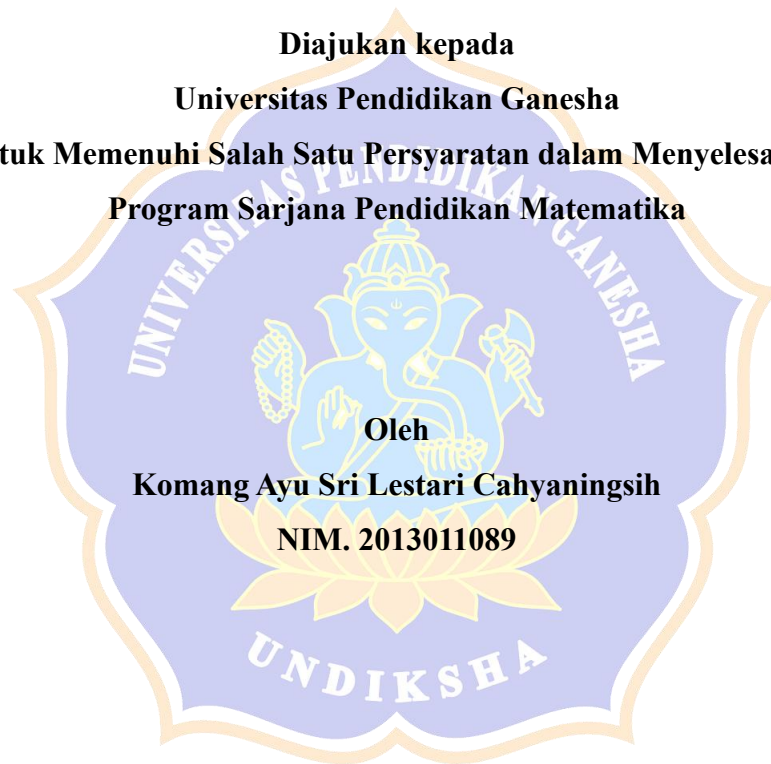 Diajukan kepada
Universitas Pendidikan Ganesha
tuk Memenuhi Salah Satu Persyaratan dalam Menyelesa
Program Sarjana Pendidikan Matematika
UNIVERSITAS PENDIDIKAN GANESHA
Oleh
Komang Ayu Sri Lestari Cahyaningsih
NIM. 2013011089
UNDIKSHA